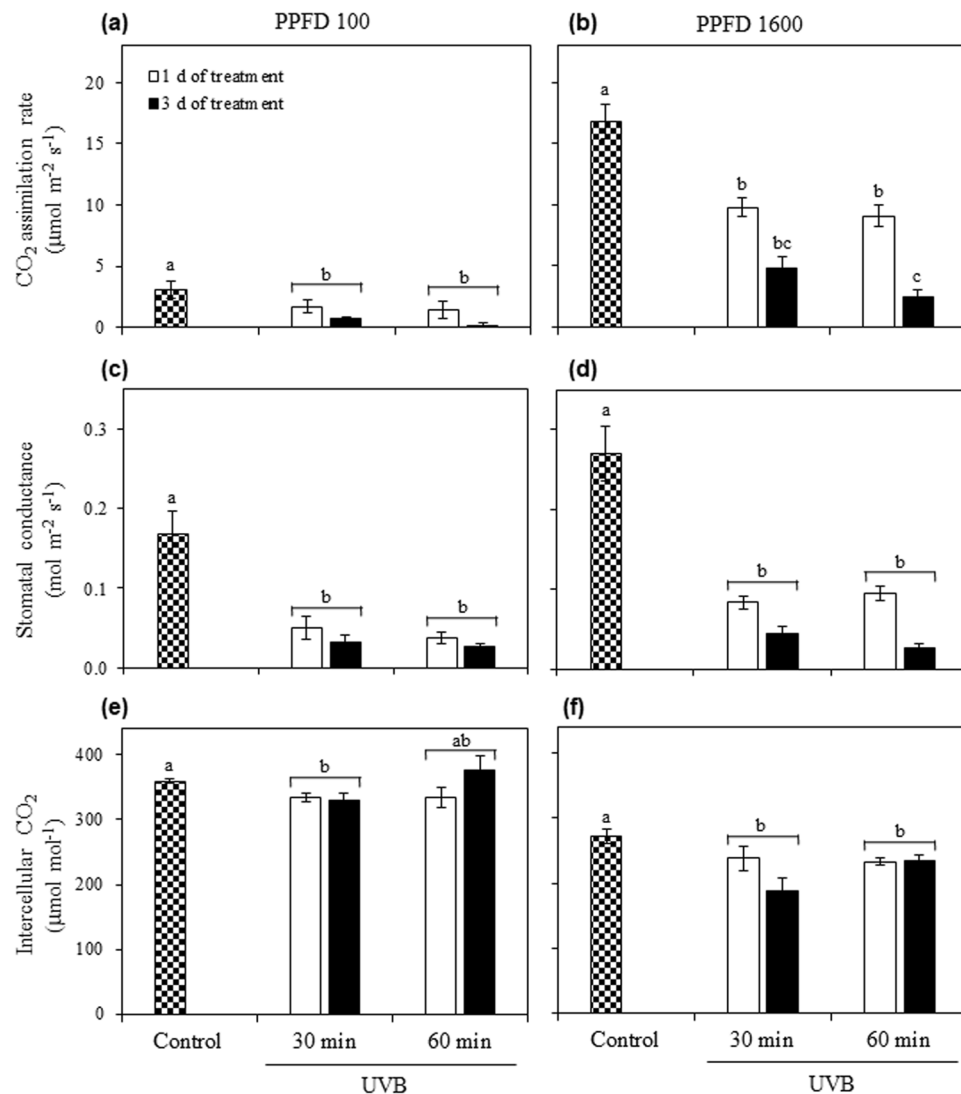 (a) PPFD 100 (b) PPFD 1600
CO₂ assimilation rate
(µmol m⁻² s⁻¹)
20
15
10
5
0
1 d of treatment
3 d of treatment
a
b
b
a
b
bc
b
c
(c) (d)
Stomatal conductance
(mol m⁻² s⁻¹)
0.3
0.2
0.1
0.0
a
b
b
a
b
b
(e) (f)
Intercellular CO₂
(µmol mol⁻¹)
400
300
200
100
0
a
b
ab
a
b
b
Control 30 min 60 min Control 30 min 60 min
UVB UVB